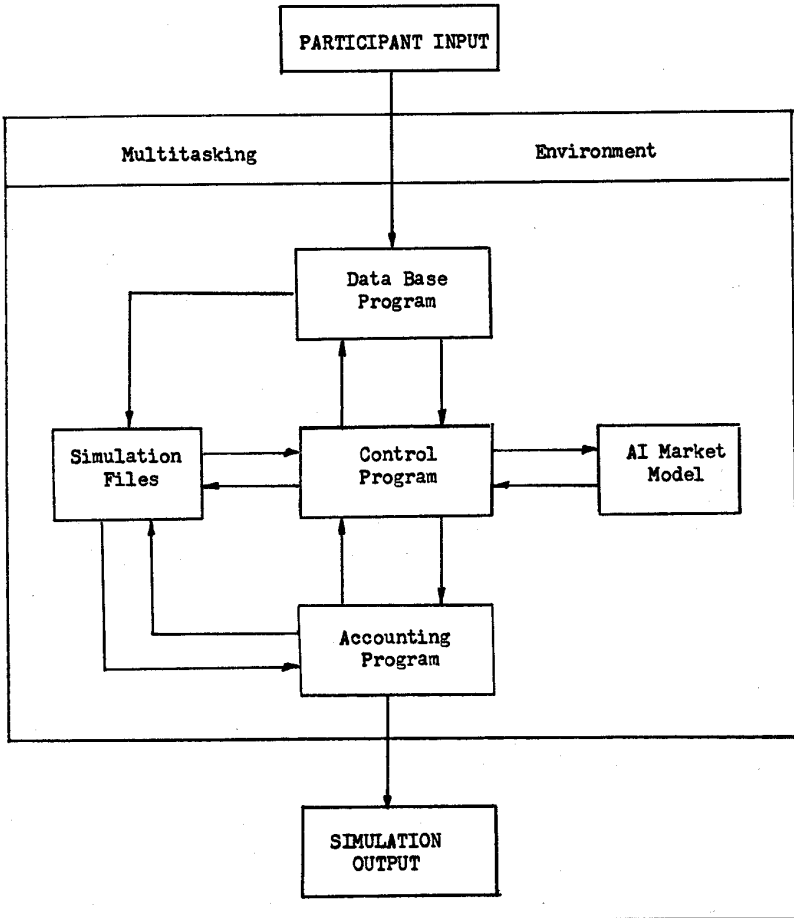 PARTICIPANT INPUT
Multitasking Environment
Data Base
Program
Simulation
Files
Control
Program
AI Market
Model
Accounting
Program
SIMULATION
OUTPUT